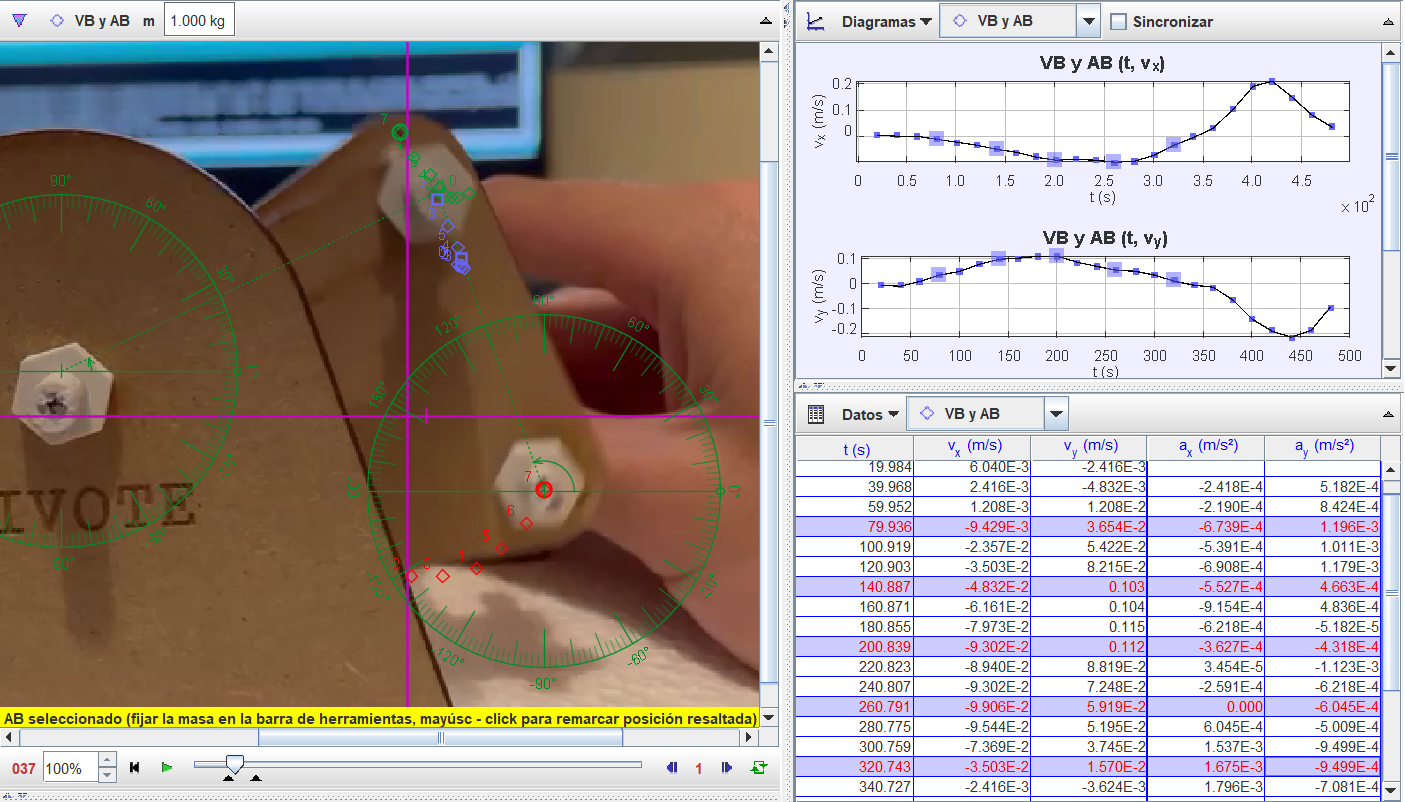 VB y AB m 1.000 kg
Diagramas VB y AB Sincronizar
VB y AB (t, vx)
vx (m/s)
0.2
0.1
0
0 0.5 1.0 1.5 2.0 2.5 3.0 3.5 4.0 4.5
t (s)
x 10²
VB y AB (t, vy)
vy (m/s)
0.1
0
-0.1
-0.2
0 50 100 150 200 250 300 350 400 450 500
t (s)
Datos VB y AB
t (s) vx (m/s) vy (m/s) ax (m/s²) ay (m/s²)
19.984 6.040E-3 -2.416E-3
39.968 2.416E-3 -4.832E-3 -2.418E-4 5.182E-4
59.952 1.208E-3 1.208E-2 -2.190E-4 8.424E-4
79.936 -9.429E-3 3.654E-2 -6.739E-4 1.196E-3
100.919 -2.357E-2 5.422E-2 -5.391E-4 1.011E-3
120.903 -3.503E-2 8.215E-2 -6.908E-4 1.179E-3
140.887 -4.832E-2 0.103 -5.527E-4 4.663E-4
160.871 -6.161E-2 0.104 -9.154E-4 4.836E-4
180.855 -7.973E-2 0.115 -6.218E-4 -5.182E-5
200.839 -9.302E-2 0.112 -3.627E-4 -4.318E-4
220.823 -8.940E-2 8.819E-2 3.454E-5 -1.123E-3
240.807 -9.302E-2 7.248E-2 -2.591E-4 -6.218E-4
260.791 -9.906E-2 5.919E-2 0.000 -6.045E-4
280.775 -9.544E-2 5.195E-2 6.045E-4 -5.009E-4
300.759 -7.369E-2 3.745E-2 1.537E-3 -9.499E-4
320.743 -3.503E-2 1.570E-2 1.675E-3 -9.499E-4
340.727 -2.416E-3 -3.624E-3 1.796E-3 -7.081E-4
90°
60°
7
0
90°
120°
60°
150°
0°
7
6
5
-30°
-120°
-60°
-90°
IVOTE
AB seleccionado (fijar la masa en la barra de herramientas, mayúsc - click para remarcar posición resaltada)
037 100% 1